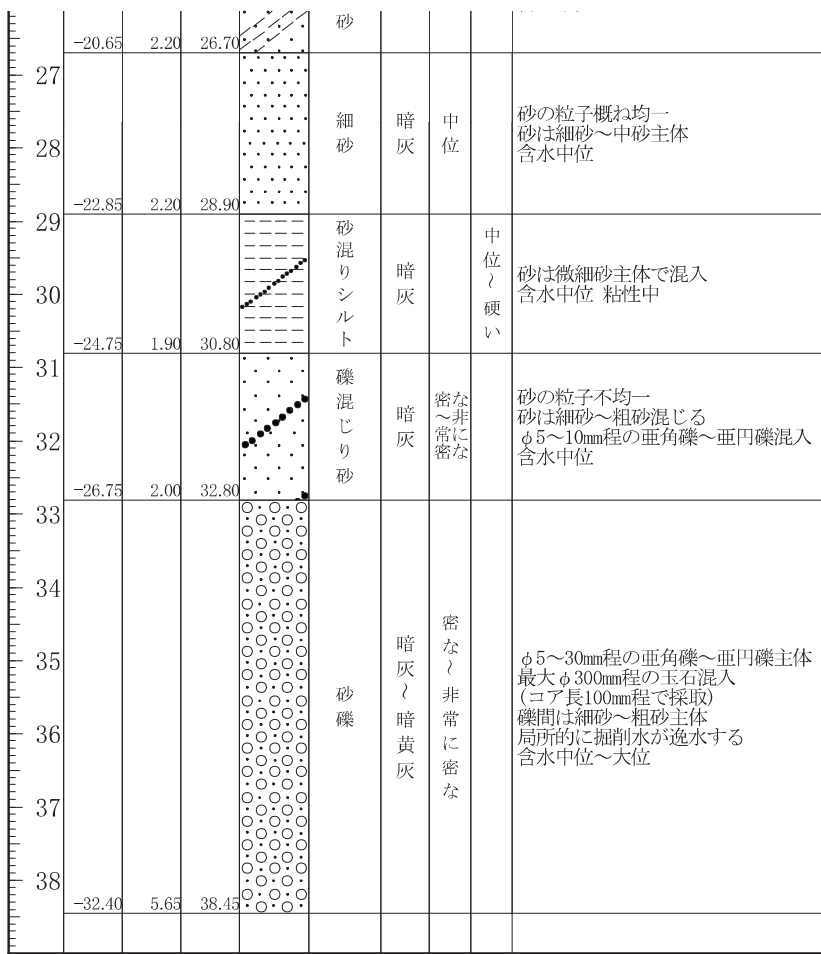 砂
-20.65 2.20 26.70
27
28
細砂
暗灰
中位
砂の粒子概ね均一
砂は細砂～中砂主体
含水中位
-22.85 2.20 28.90
29
30
砂混りシルト
暗灰
中位～硬い
砂は微細砂主体で混入
含水中位 粘性中
-24.75 1.90 30.80
31
32
礫混じり砂
暗灰
密な～非常に密な
砂の粒子不均一
砂は細砂～粗砂混じる
φ5～10mm程の亜角礫～亜円礫混入
含水中位
-26.75 2.00 32.80
33
34
35
36
37
38
砂礫
暗灰～暗黄灰
密な～非常に密な
φ5～30mm程の亜角礫～亜円礫主体
最大φ300mm程の玉石混入
(コア長100mm程で採取)
礫間は細砂～粗砂主体
局所的に掘削水が逸水する
含水中位～大位
-32.40 5.65 38.45